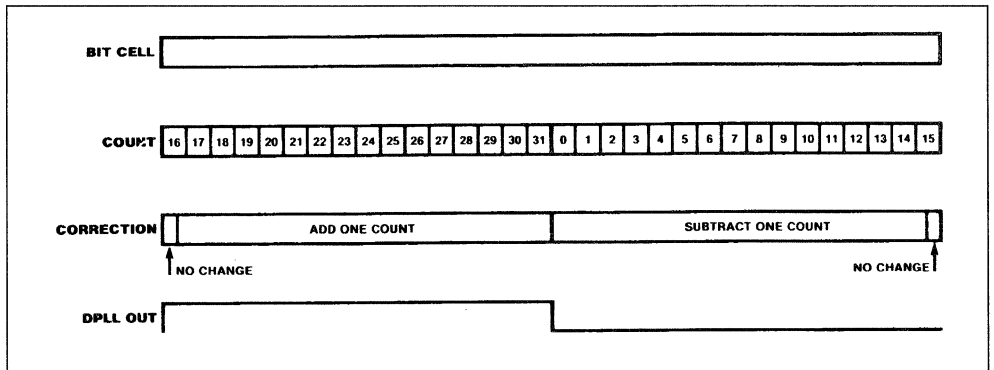 BIT CELL
COUNT 16 17 18 19 20 21 22 23 24 25 26 27 28 29 30 31 0 1 2 3 4 5 6 7 8 9 10 11 12 13 14 15
CORRECTION ADD ONE COUNT SUBTRACT ONE COUNT
NO CHANGE NO CHANGE
DPLL OUT